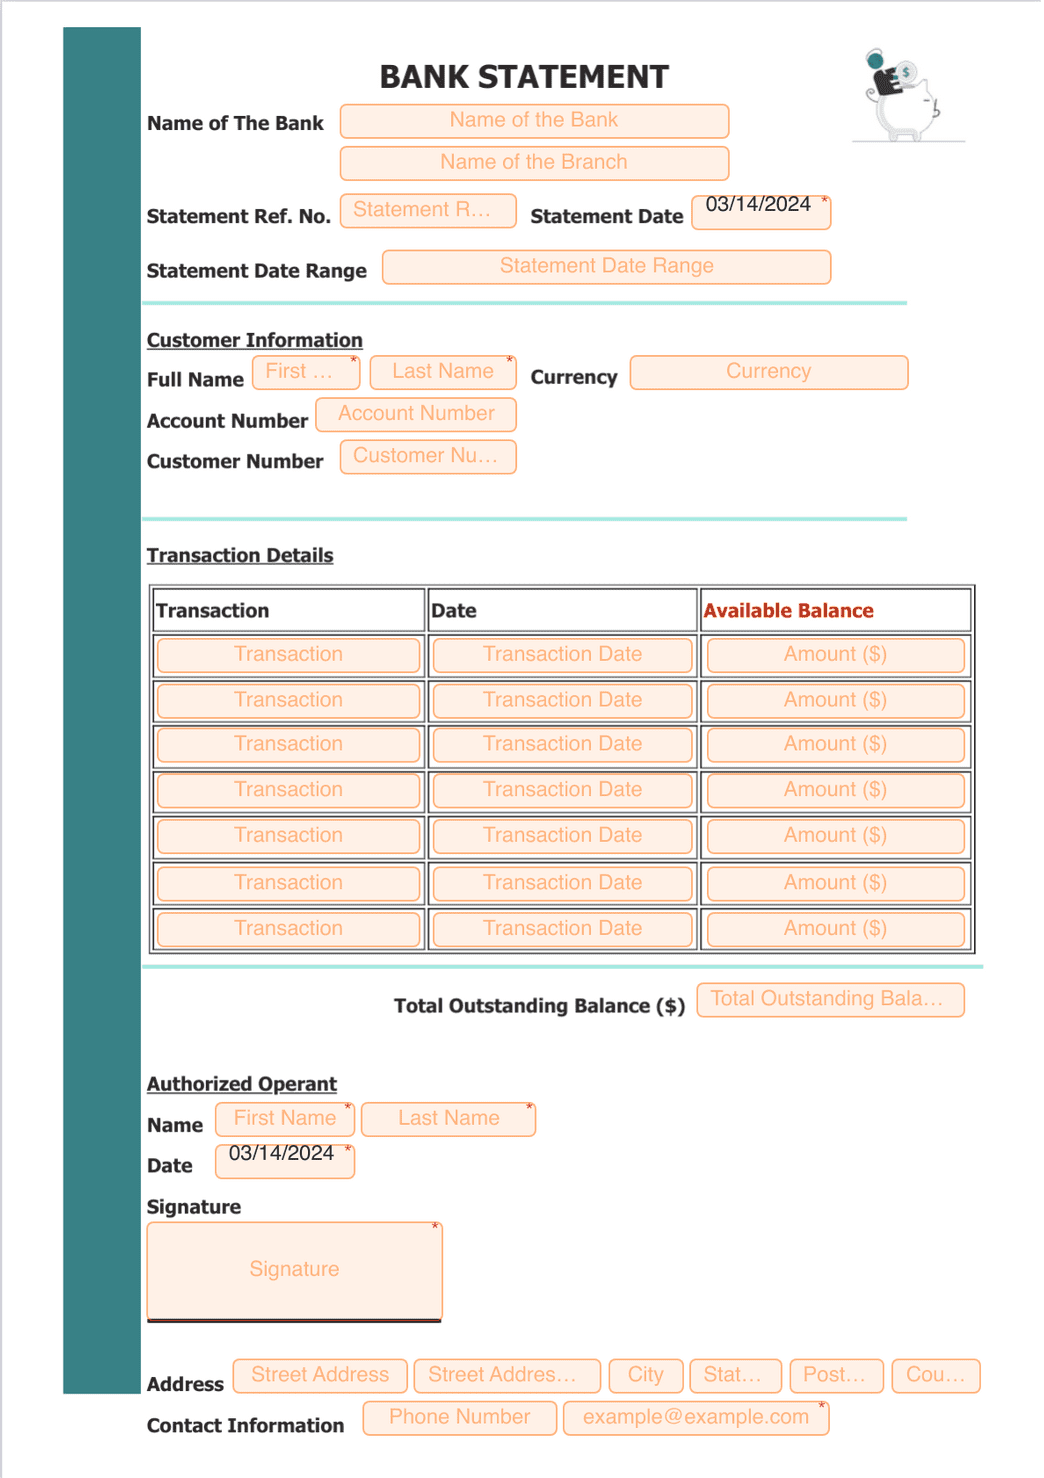 BANK STATEMENT
$
Name of The Bank Name of the Bank
Name of the Branch
Statement Ref. No. Statement R... Statement Date 03/14/2024 *
Statement Date Range Statement Date Range
Customer Information
Full Name First ... * Last Name * Currency Currency
Account Number Account Number
Customer Number Customer Nu...
Transaction Details
Transaction Date Available Balance
Transaction Transaction Date Amount ($)
Transaction Transaction Date Amount ($)
Transaction Transaction Date Amount ($)
Transaction Transaction Date Amount ($)
Transaction Transaction Date Amount ($)
Transaction Transaction Date Amount ($)
Transaction Transaction Date Amount ($)
Total Outstanding Balance ($) Total Outstanding Bala...
Authorized Operant
Name First Name * Last Name *
Date 03/14/2024 *
Signature
Signature *
Address Street Address Street Addres... City Stat... Post... Cou...
Contact Information Phone Number example@example.com *